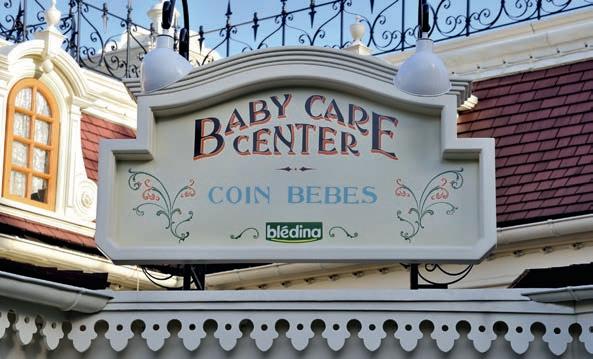 BABY CARE
CENTER
COIN BEBES
blédina